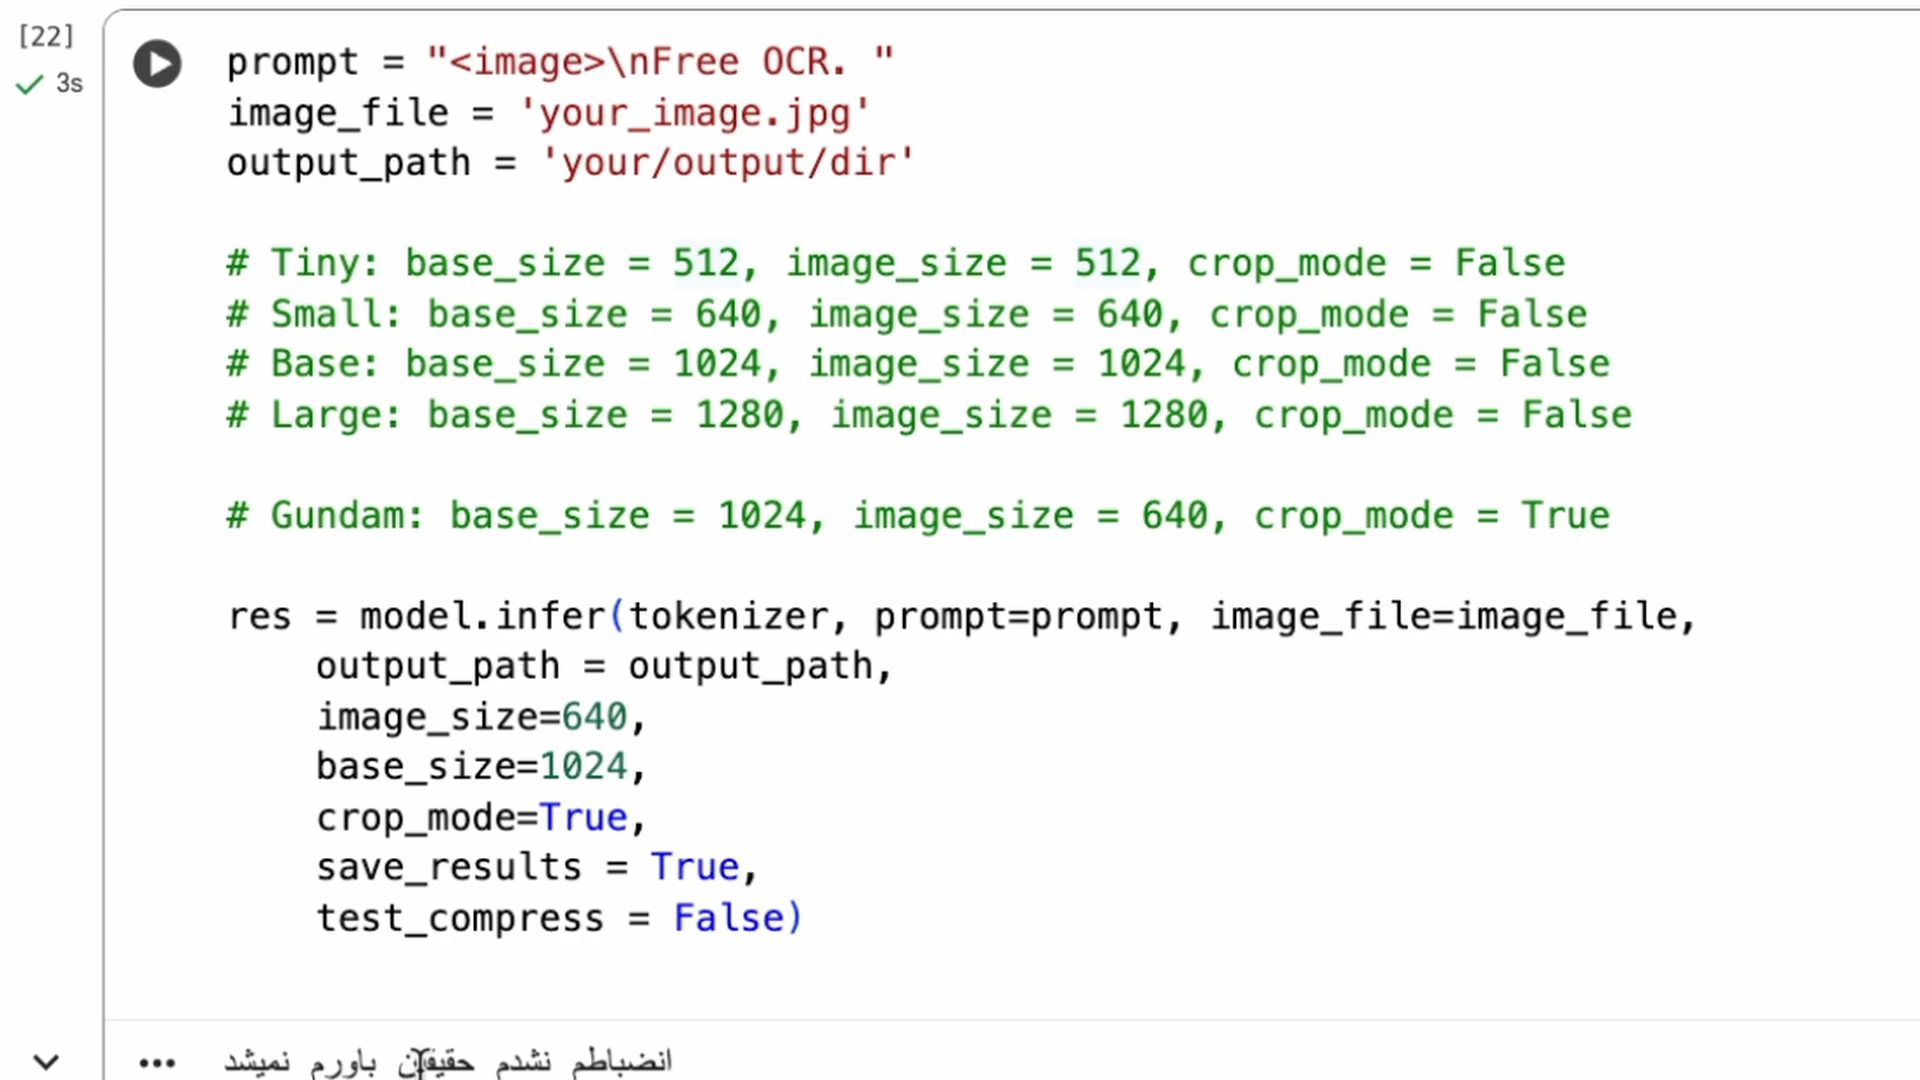 [22]
3s
prompt = "<image>\nFree OCR. "
image_file = 'your_image.jpg'
output_path = 'your/output/dir'
# Tiny: base_size = 512, image_size = 512, crop_mode = False
# Small: base_size = 640, image_size = 640, crop_mode = False
# Base: base_size = 1024, image_size = 1024, crop_mode = False
# Large: base_size = 1280, image_size = 1280, crop_mode = False
# Gundam: base_size = 1024, image_size = 640, crop_mode = True
res = model.infer(tokenizer, prompt=prompt, image_file=image_file,
    output_path = output_path,
    image_size=640,
    base_size=1024,
    crop_mode=True,
    save_results = True,
    test_compress = False)
انضباطم نشدم باورم نمیشد